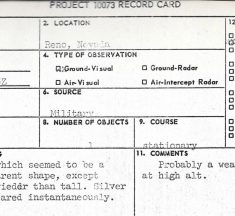 PROJECT 10073 RECORD CARD
2. LOCATION
12
Reno, Nevada
4. TYPE OF OBSERVATION
Ground-Visual
Ground-Radar
Z
Air-Visual
Air-Intercept Radar
6. SOURCE
Military
8. NUMBER OF OBJECTS
9. COURSE
1
stationary
11. COMMENTS
which seemed to be a
Probably a wea
rent shape, except
at high alt.
ieddr than tall. Silver
ared instantaneously.